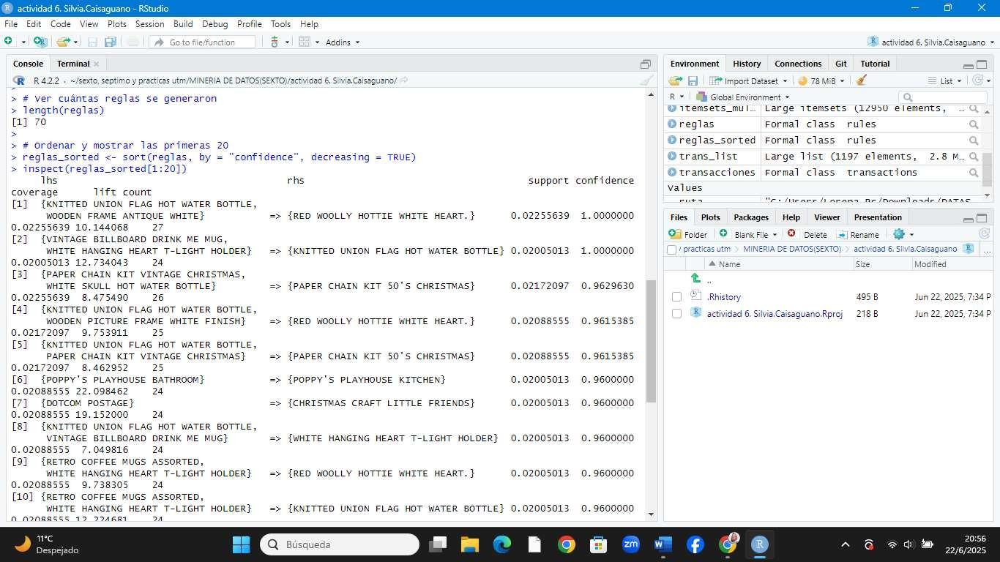 actividad 6. Silvia.Caisaguano - RStudio
File Edit Code View Plots Session Build Debug Profile Tools Help
Go to file/function
Addins
actividad 6. Silvia.Caisaguano
Console Terminal
R 4.2.2 · ~/sexto, septimo y practicas utm/MINERIA DE DATOS(SEXTO)/actividad 6. Silvia.Caisaguano/
>
> # Ver cuántas reglas se generaron
> length(reglas)
[1] 70
>
> # Ordenar y mostrar las primeras 20
> reglas_sorted <- sort(reglas, by = "confidence", decreasing = TRUE)
> inspect(reglas_sorted[1:20])
lhs rhs support confidence
coverage lift count
[1] {KNITTED UNION FLAG HOT WATER BOTTLE,
WOODEN FRAME ANTIQUE WHITE} => {RED WOOLLY HOTTIE WHITE HEART.} 0.02255639 1.0000000
0.02255639 10.144068 27
[2] {VINTAGE BILLBOARD DRINK ME MUG,
WHITE HANGING HEART T-LIGHT HOLDER} => {KNITTED UNION FLAG HOT WATER BOTTLE} 0.02005013 1.0000000
0.02005013 12.734043 24
[3] {PAPER CHAIN KIT VINTAGE CHRISTMAS,
WHITE SKULL HOT WATER BOTTLE} => {PAPER CHAIN KIT 50'S CHRISTMAS} 0.02172097 0.9629630
0.02255639 8.475490 26
[4] {KNITTED UNION FLAG HOT WATER BOTTLE,
WOODEN PICTURE FRAME WHITE FINISH} => {RED WOOLLY HOTTIE WHITE HEART.} 0.02088555 0.9615385
0.02172097 9.753911 25
[5] {KNITTED UNION FLAG HOT WATER BOTTLE,
PAPER CHAIN KIT VINTAGE CHRISTMAS} => {PAPER CHAIN KIT 50'S CHRISTMAS} 0.02088555 0.9615385
0.02172097 8.462952 25
[6] {POPPY'S PLAYHOUSE BATHROOM} => {POPPY'S PLAYHOUSE KITCHEN} 0.02005013 0.9600000
0.02088555 22.098462 24
[7] {DOTCOM POSTAGE} => {CHRISTMAS CRAFT LITTLE FRIENDS} 0.02005013 0.9600000
0.02088555 19.152000 24
[8] {KNITTED UNION FLAG HOT WATER BOTTLE,
VINTAGE BILLBOARD DRINK ME MUG} => {WHITE HANGING HEART T-LIGHT HOLDER} 0.02005013 0.9600000
0.02088555 7.049816 24
[9] {RETRO COFFEE MUGS ASSORTED,
WHITE HANGING HEART T-LIGHT HOLDER} => {RED WOOLLY HOTTIE WHITE HEART.} 0.02005013 0.9600000
0.02088555 9.738305 24
[10] {RETRO COFFEE MUGS ASSORTED,
WHITE HANGING HEART T-LIGHT HOLDER} => {KNITTED UNION FLAG HOT WATER BOTTLE} 0.02005013 0.9600000
0.02088555 12.224681 24
Environment History Connections Git Tutorial
Import Dataset 78 MiB List
R Global Environment
itemsets_mul… Large itemsets (12950 elements, …
reglas Formal class rules
reglas_sorted Formal class rules
trans_list Large list (1197 elements, 2.8 M…
transacciones Formal class transactions
Values
ruta "C:/Users/Lorena Pc/Downloads/DATAS
Files Plots Packages Help Viewer Presentation
Folder Blank File Delete Rename
practicas utm MINERIA DE DATOS(SEXTO) actividad 6. Silvia.Caisaguano …
Name Size Modified
..
.Rhistory 495 B Jun 22, 2025, 7:34 P
actividad 6. Silvia.Caisaguano.Rproj 218 B Jun 22, 2025, 7:34 P
11°C
Despejado
Búsqueda
zm
20:56
22/6/2025